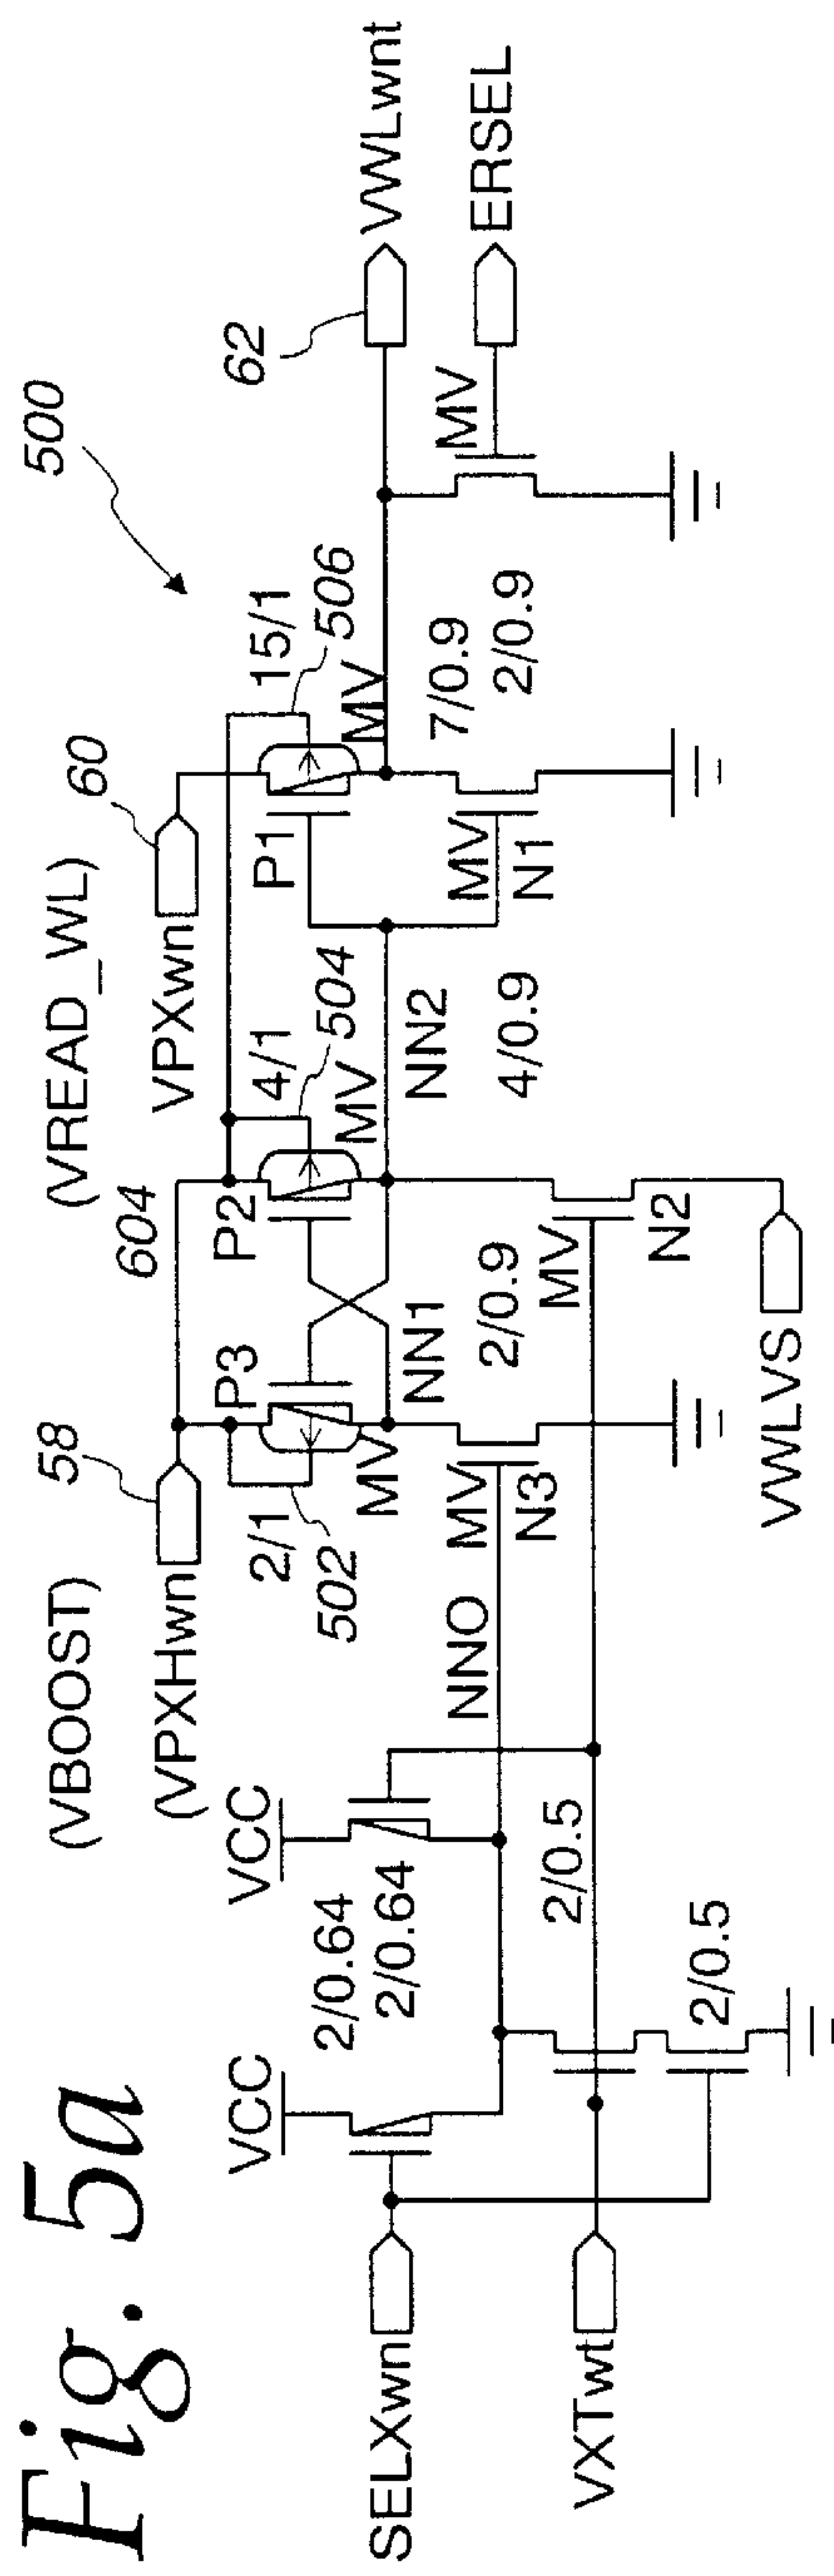 Fig. 5a
500
(VBOOST)
(VREAD_WL)
(VPXHwn)
58
604
VPXwn
60
62
VCC
VCC
2/1
502
P3
P2
4/1
504
P1
15/1
506
MV
MV
MV
VWLwnt
SELXwn
2/0.64
2/0.64
NNO
NN1
NN2
MV
N3
2/0.9
MV
N2
4/0.9
MV
N1
7/0.9
2/0.9
MV
ERSEL
VXTwt
2/0.5
2/0.5
VWLVS